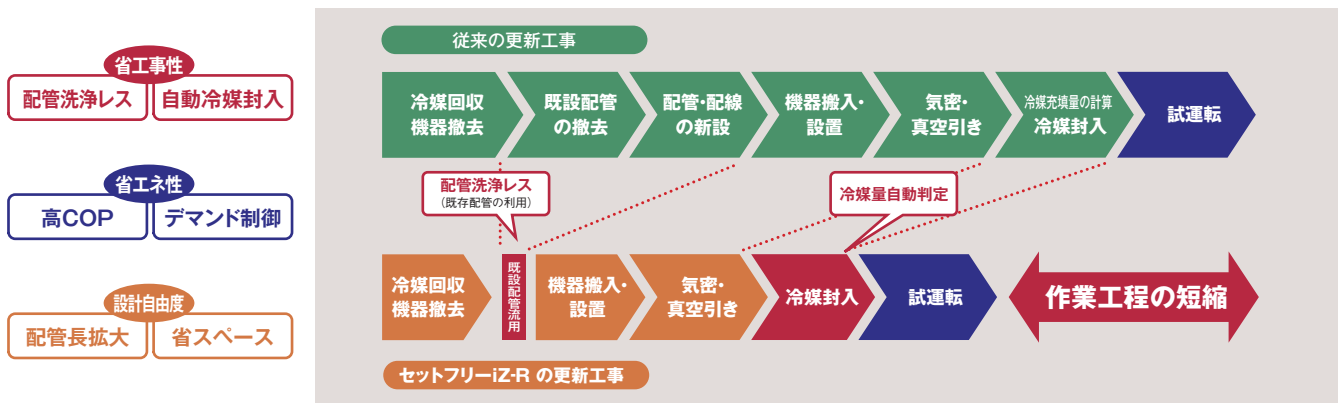 省工事性
配管洗浄レス
自動冷媒封入
省エネ性
高COP
デマンド制御
設計自由度
配管長拡大
省スペース
従来の更新工事
冷媒回収
機器撤去
既設配管
の撤去
配管・配線
の新設
機器搬入・
設置
気密・
真空引き
冷媒充填量の計算
冷媒封入
試運転
配管洗浄レス
(既存配管の利用)
冷媒量自動判定
冷媒回収
機器撤去
既設配管流用
機器搬入・
設置
気密・
真空引き
冷媒封入
試運転
作業工程の短縮
セットフリーiZ-R の更新工事